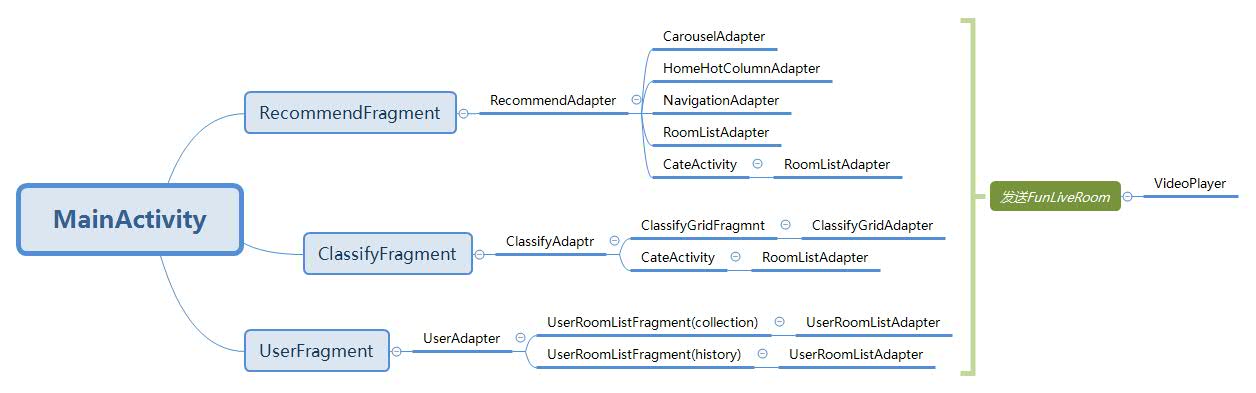 MainActivity
RecommendFragment
RecommendAdapter
CarouselAdapter
HomeHotColumnAdapter
NavigationAdapter
RoomListAdapter
CateActivity
RoomListAdapter
ClassifyFragment
ClassifyAdaptr
ClassifyGridFragmnt
ClassifyGridAdapter
CateActivity
RoomListAdapter
UserFragment
UserAdapter
UserRoomListFragment(collection)
UserRoomListAdapter
UserRoomListFragment(history)
UserRoomListAdapter
发送FunLiveRoom
VideoPlayer